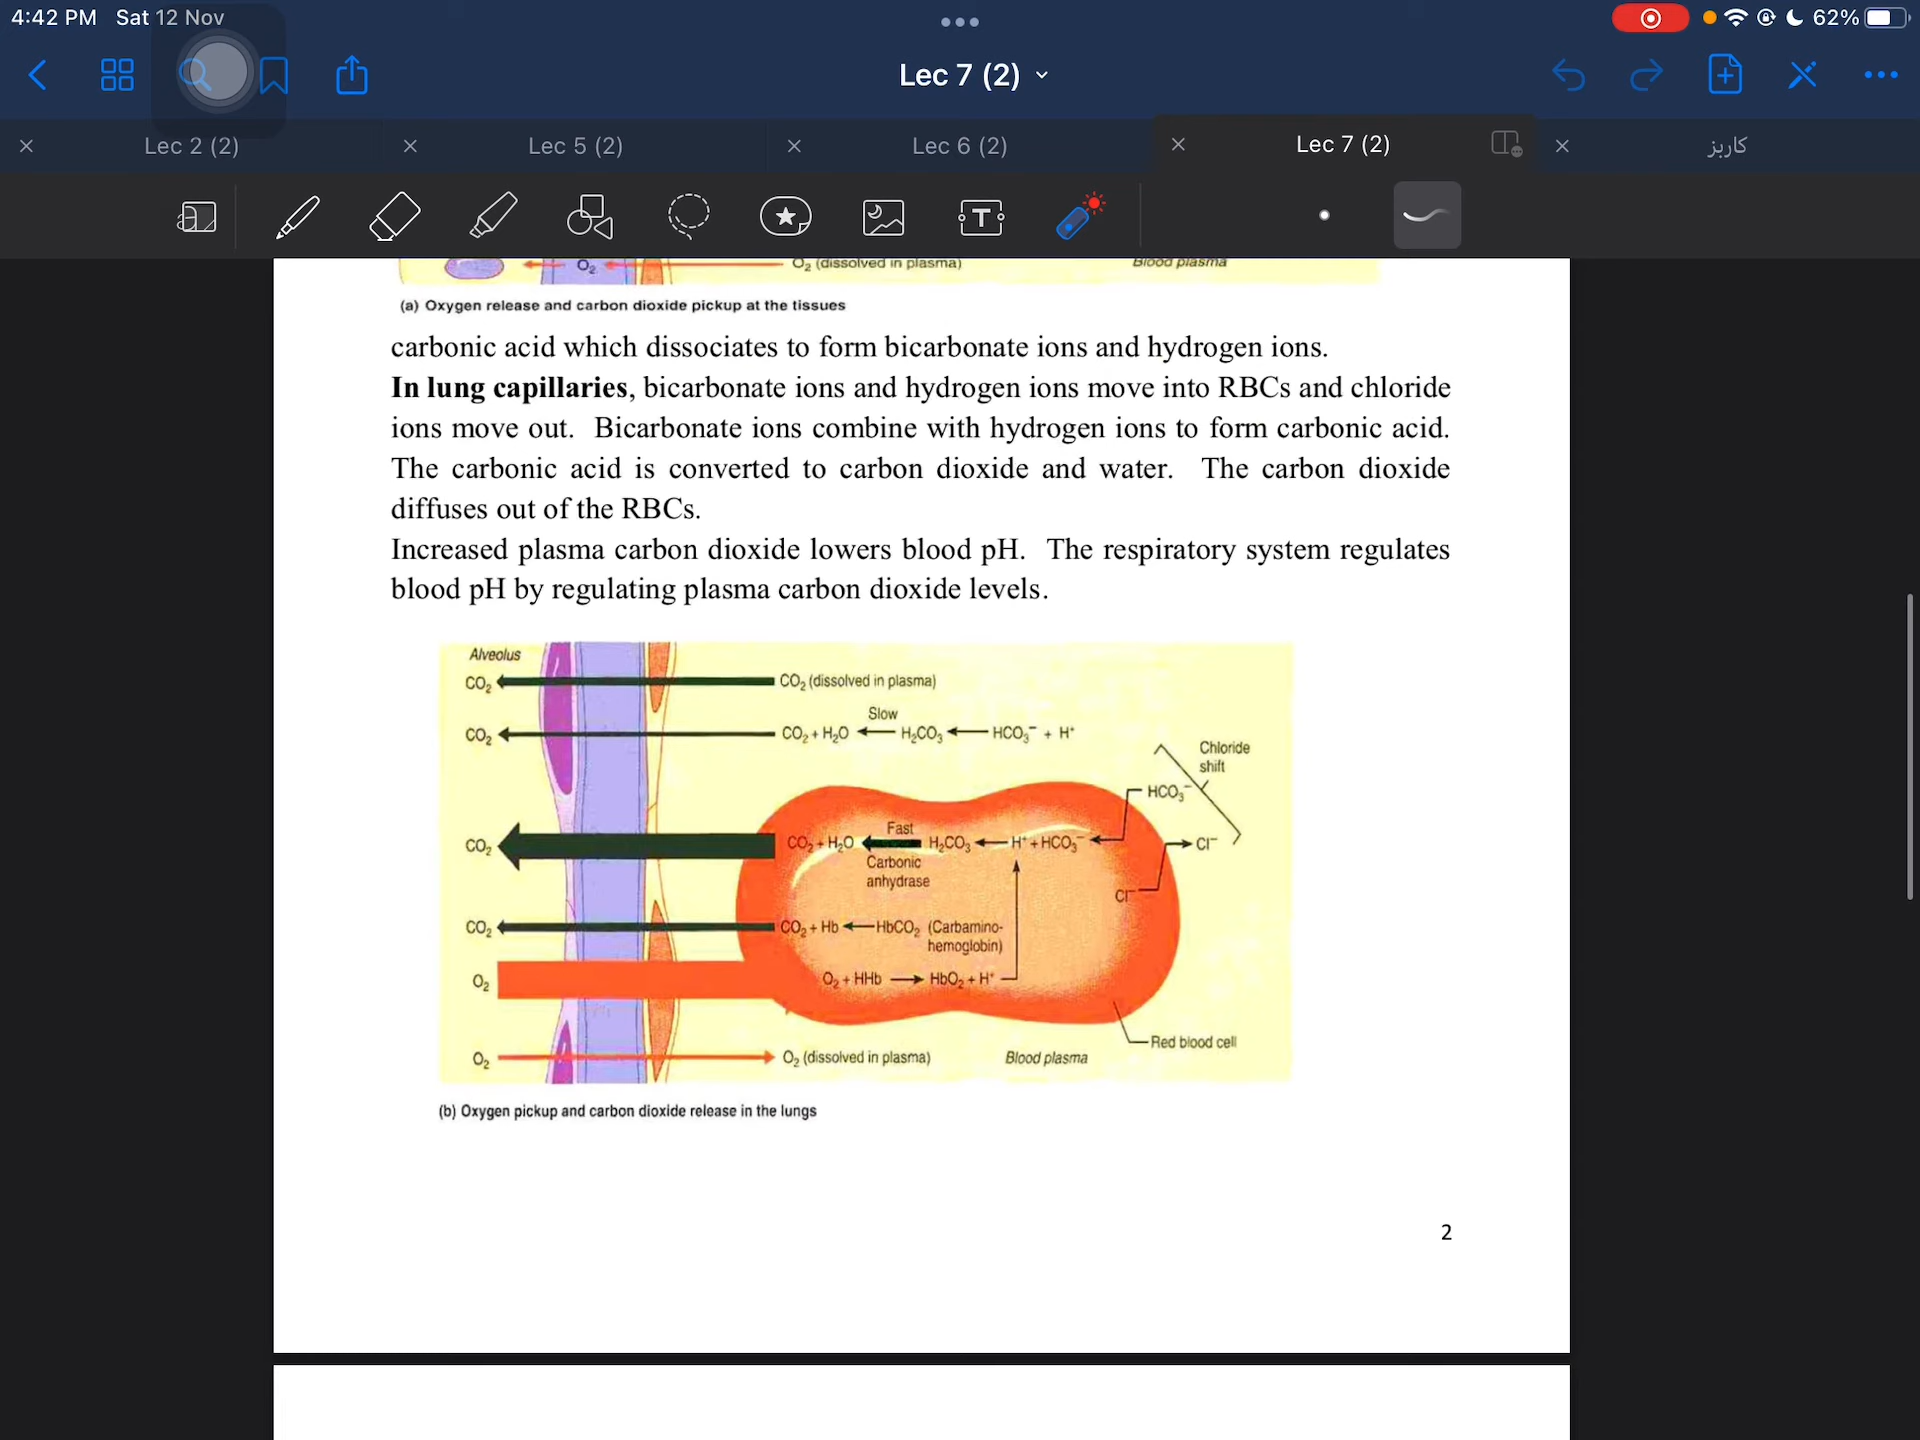 4:42 PM Sat 12 Nov
62%
Lec 7 (2)
Lec 2 (2)
Lec 5 (2)
Lec 6 (2)
Lec 7 (2)
كاربز
O₂
O₂ (dissolved in plasma)
Blood plasma
(a) Oxygen release and carbon dioxide pickup at the tissues
carbonic acid which dissociates to form bicarbonate ions and hydrogen ions.
In lung capillaries, bicarbonate ions and hydrogen ions move into RBCs and chloride
ions move out. Bicarbonate ions combine with hydrogen ions to form carbonic acid.
The carbonic acid is converted to carbon dioxide and water. The carbon dioxide
diffuses out of the RBCs.
Increased plasma carbon dioxide lowers blood pH. The respiratory system regulates
blood pH by regulating plasma carbon dioxide levels.
Alveolus
CO₂ CO₂ (dissolved in plasma)
Slow
CO₂ CO₂ + H₂O ← H₂CO₃ ← HCO₃⁻ + H⁺
Chloride
shift
HCO₃⁻
Fast
CO₂ CO₂ + H₂O ← H₂CO₃ ← H⁺ + HCO₃⁻ Cl⁻
Carbonic
anhydrase
Cl⁻
CO₂ CO₂ + Hb ← HbCO₂ (Carbamino-
hemoglobin)
O₂ O₂ + HHb → HbO₂ + H⁺
Red blood cell
O₂ O₂ (dissolved in plasma) Blood plasma
(b) Oxygen pickup and carbon dioxide release in the lungs
2